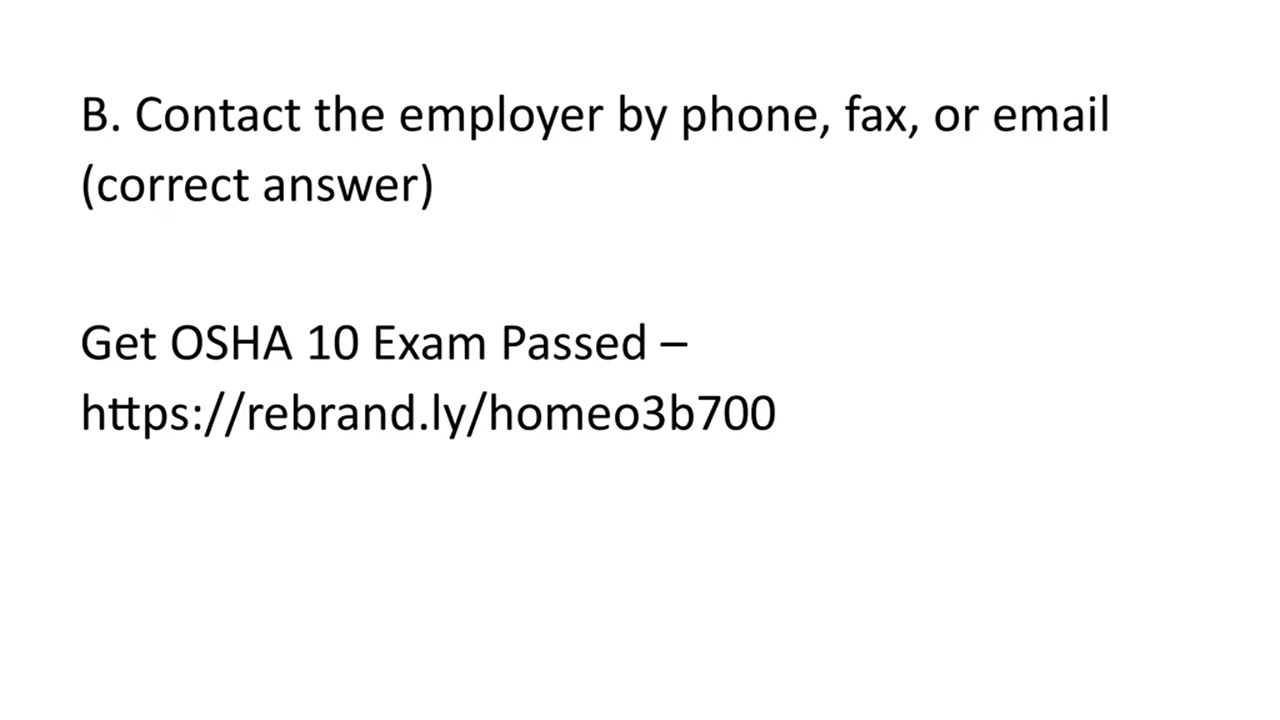 B. Contact the employer by phone, fax, or email
(correct answer)
Get OSHA 10 Exam Passed –
https://rebrand.ly/homeo3b700